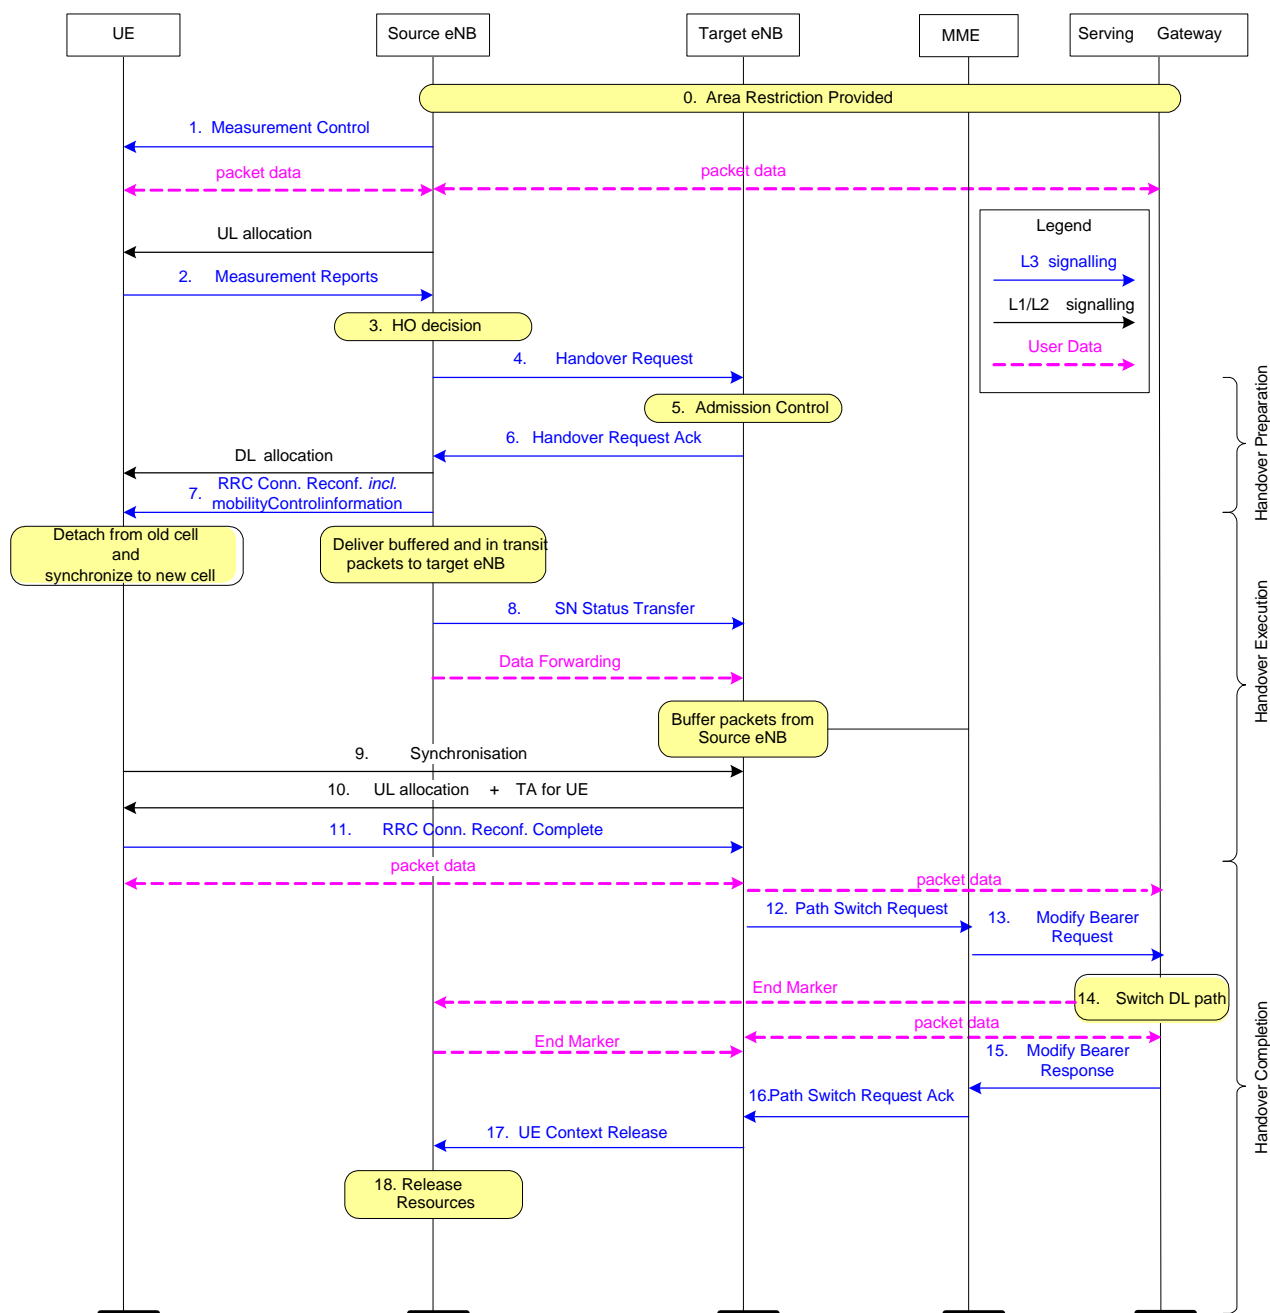 UE
Source eNB
Target eNB
MME
Serving Gateway
0. Area Restriction Provided
1. Measurement Control
packet data
packet data
Legend
L3 signalling
L1/L2 signalling
User Data
UL allocation
2. Measurement Reports
3. HO decision
4. Handover Request
5. Admission Control
6. Handover Request Ack
DL allocation
7. RRC Conn. Reconf. incl.
mobilityControlinformation
Handover Preparation
Detach from old cell
and
synchronize to new cell
Deliver buffered and in transit
packets to target eNB
8. SN Status Transfer
Data Forwarding
Buffer packets from
Source eNB
9. Synchronisation
10. UL allocation + TA for UE
11. RRC Conn. Reconf. Complete
Handover Execution
packet data
packet data
12. Path Switch Request
13. Modify Bearer
Request
End Marker
14. Switch DL path
packet data
End Marker
15. Modify Bearer
Response
16.Path Switch Request Ack
17. UE Context Release
18. Release
Resources
Handover Completion